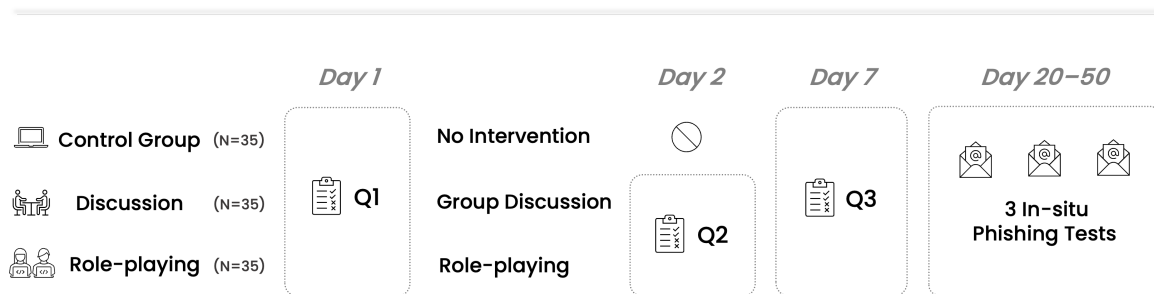 Day 1
Day 2
Day 7
Day 20–50
Control Group (N=35)
No Intervention
Discussion (N=35)
Q1
Group Discussion
Q2
Q3
3 In-situ
Phishing Tests
Role-playing (N=35)
Role-playing